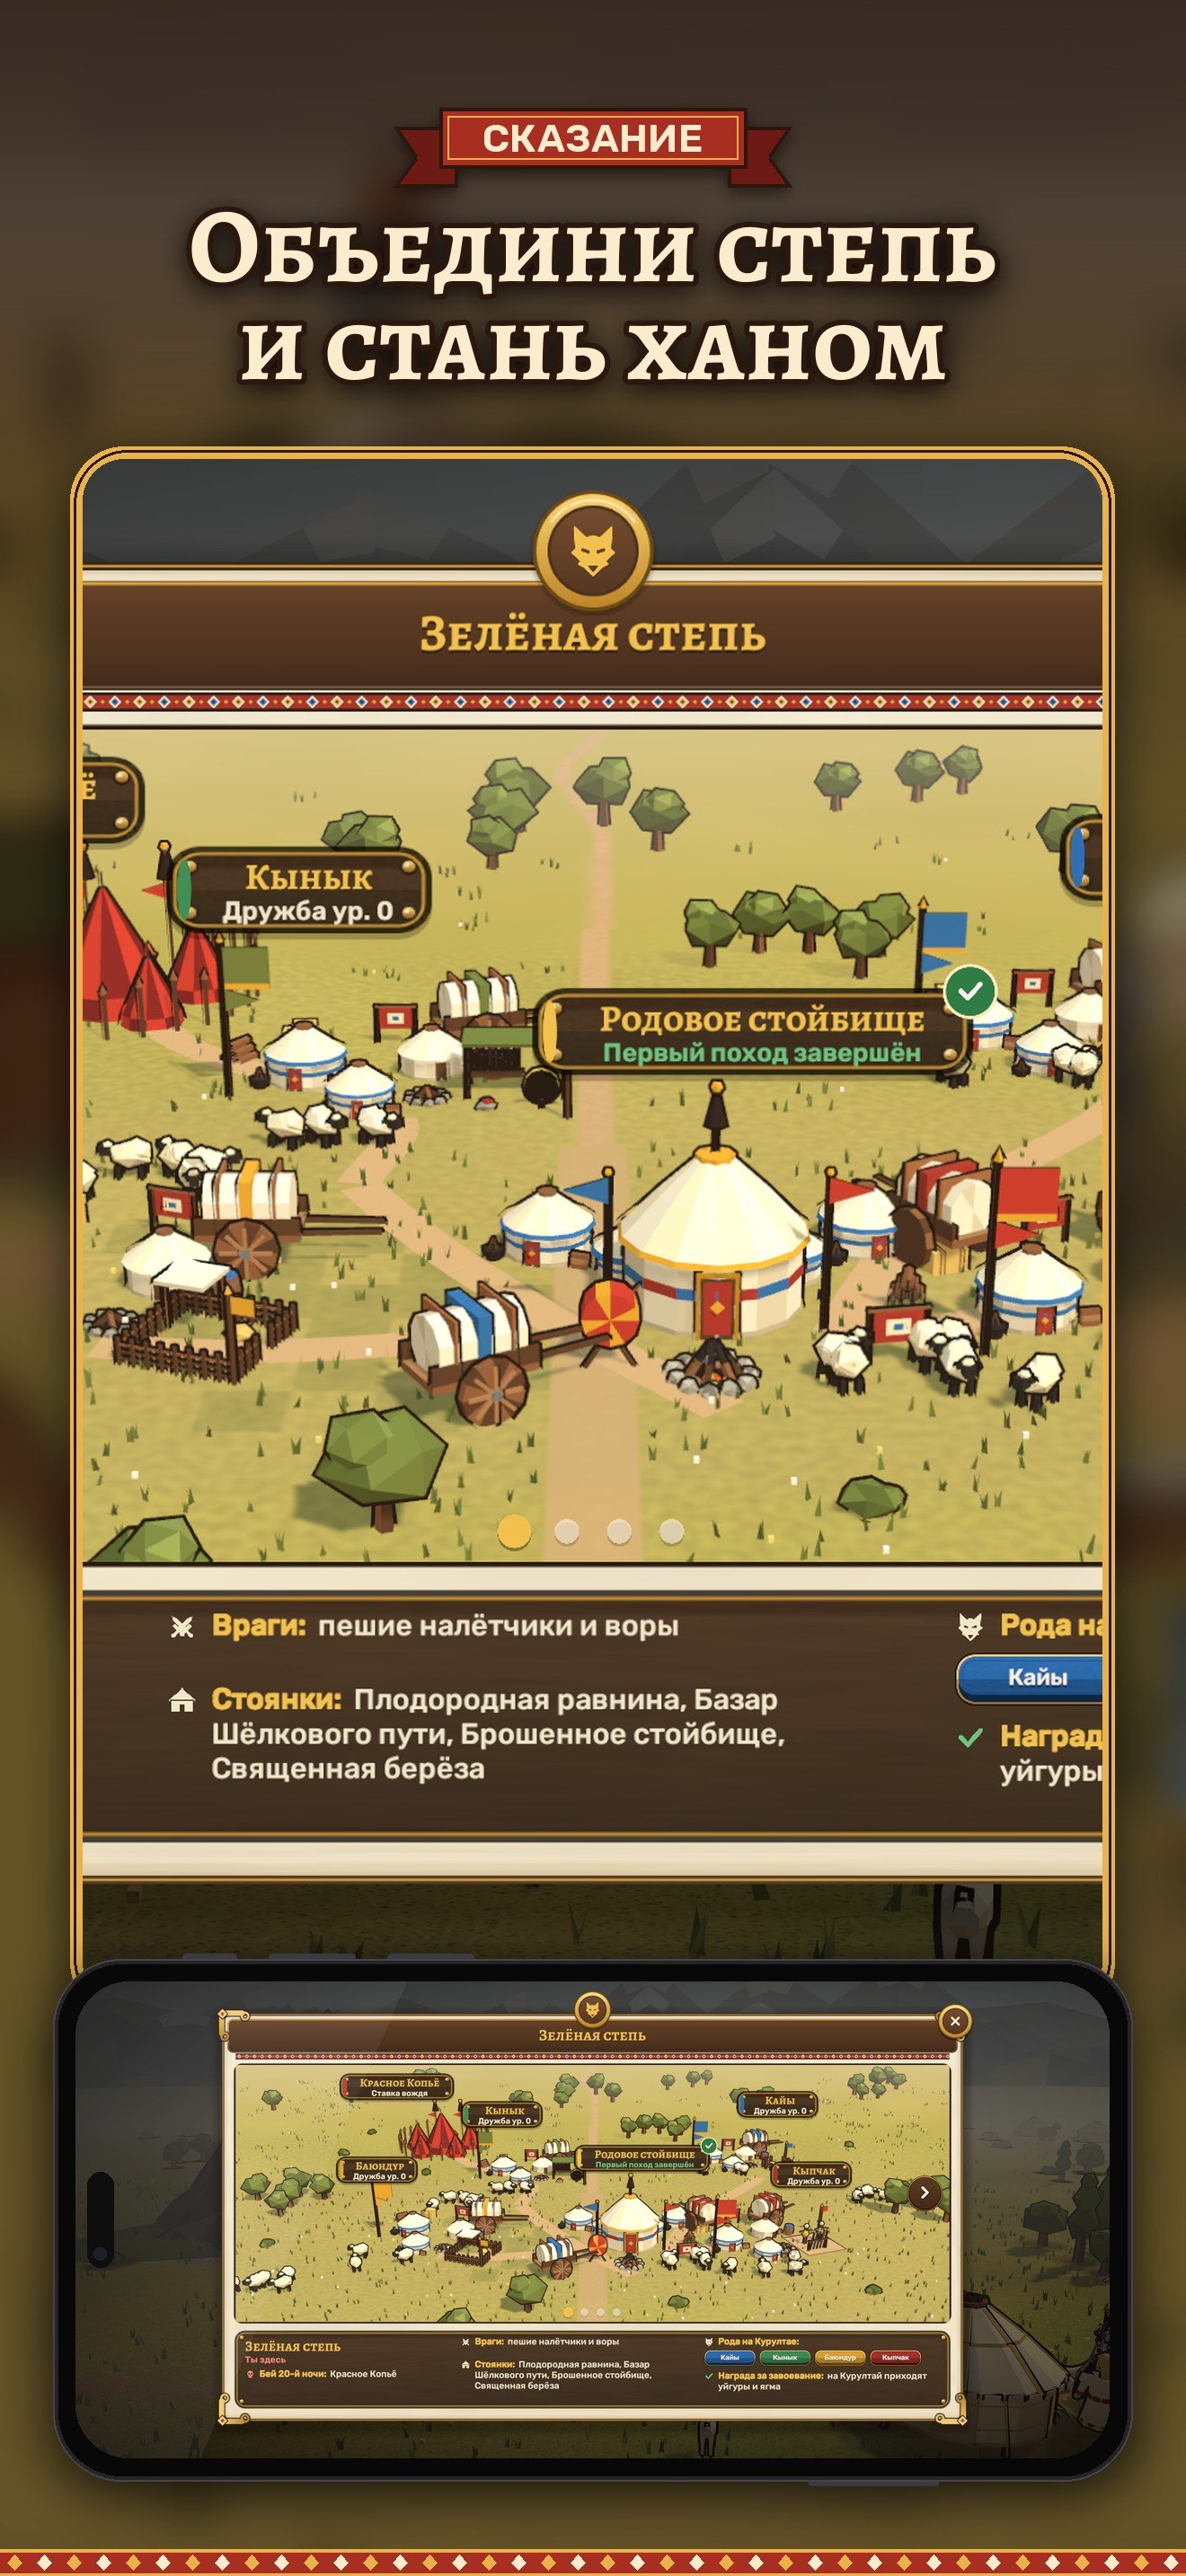 СКАЗАНИЕ
Объедини степь
и стань ханом
Зелёная степь
Кынык
Дружба ур. 0
Родовое стойбище
Первый поход завершён
Враги: пешие налётчики и воры
Стоянки: Плодородная равнина, Базар
Шёлкового пути, Брошенное стойбище,
Священная берёза
Рода на
Кайы
Наград
уйгуры
Зелёная степь
Красное Копьё
Ставка вождя
Кынык
Дружба ур. 0
Кайы
Дружба ур. 0
Родовое стойбище
Первый поход завершён
Баюндур
Дружба ур. 0
Кыпчак
Дружба ур. 0
Зелёная степь
Ты здесь
Бей 20-й ночи: Красное Копьё
Враги: пешие налётчики и воры
Стоянки: Плодородная равнина, Базар
Шёлкового пути, Брошенное стойбище,
Священная берёза
Рода на Курултае:
Кайы Кынык Баюндур Кыпчак
Награда за завоевание: на Курултай приходят
уйгуры и ягма